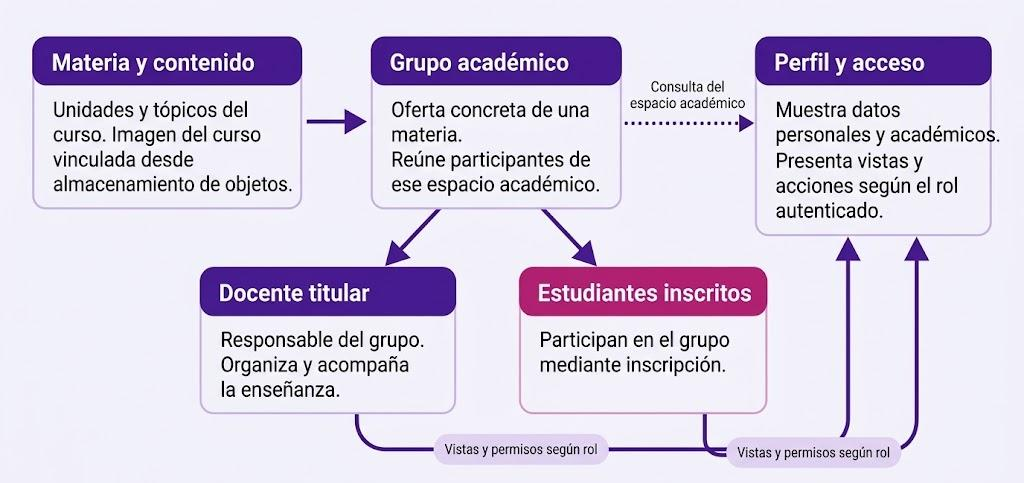 Materia y contenido
Unidades y tópicos del
curso. Imagen del curso
vinculada desde
almacenamiento de objetos.
Grupo académico
Oferta concreta de una
materia.
Reúne participantes de
ese espacio académico.
Consulta del
espacio académico
Perfil y acceso
Muestra datos
personales y académicos.
Presenta vistas y
acciones según el rol
autenticado.
Docente titular
Responsable del grupo.
Organiza y acompaña
la enseñanza.
Estudiantes inscritos
Participan en el grupo
mediante inscripción.
Vistas y permisos según rol
Vistas y permisos según rol